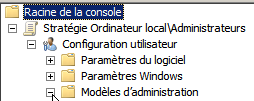 Racine de la console
Stratégie Ordinateur local\Administrateurs
Configuration utilisateur
Paramètres du logiciel
Paramètres Windows
Modèles d'administration